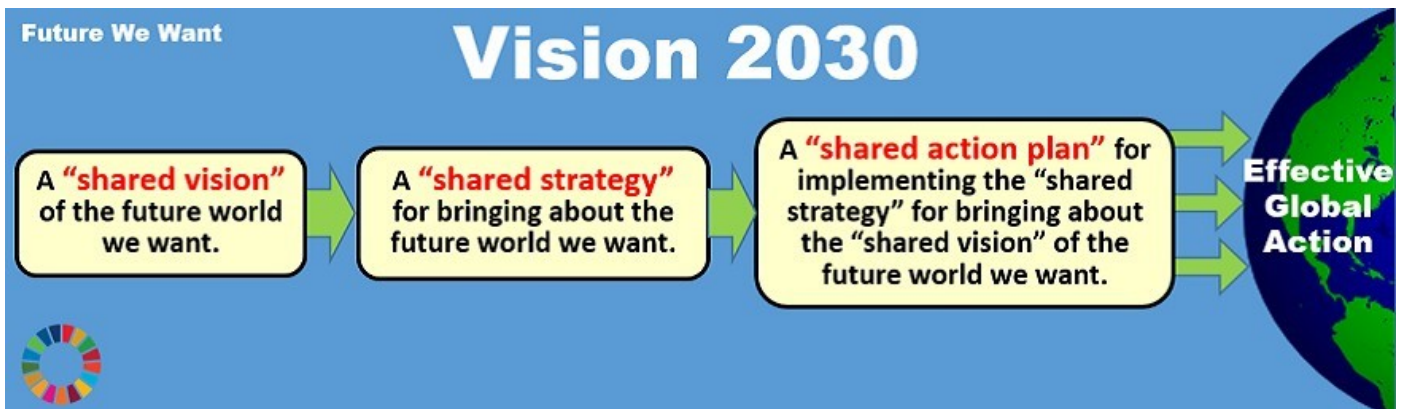 Future We Want
Vision 2030
A “shared vision”
of the future world
we want.
A “shared strategy”
for bringing about the
future world we want.
A “shared action plan” for
implementing the “shared
strategy” for bringing about
the “shared vision” of the
future world we want.
Effective
Global
Action